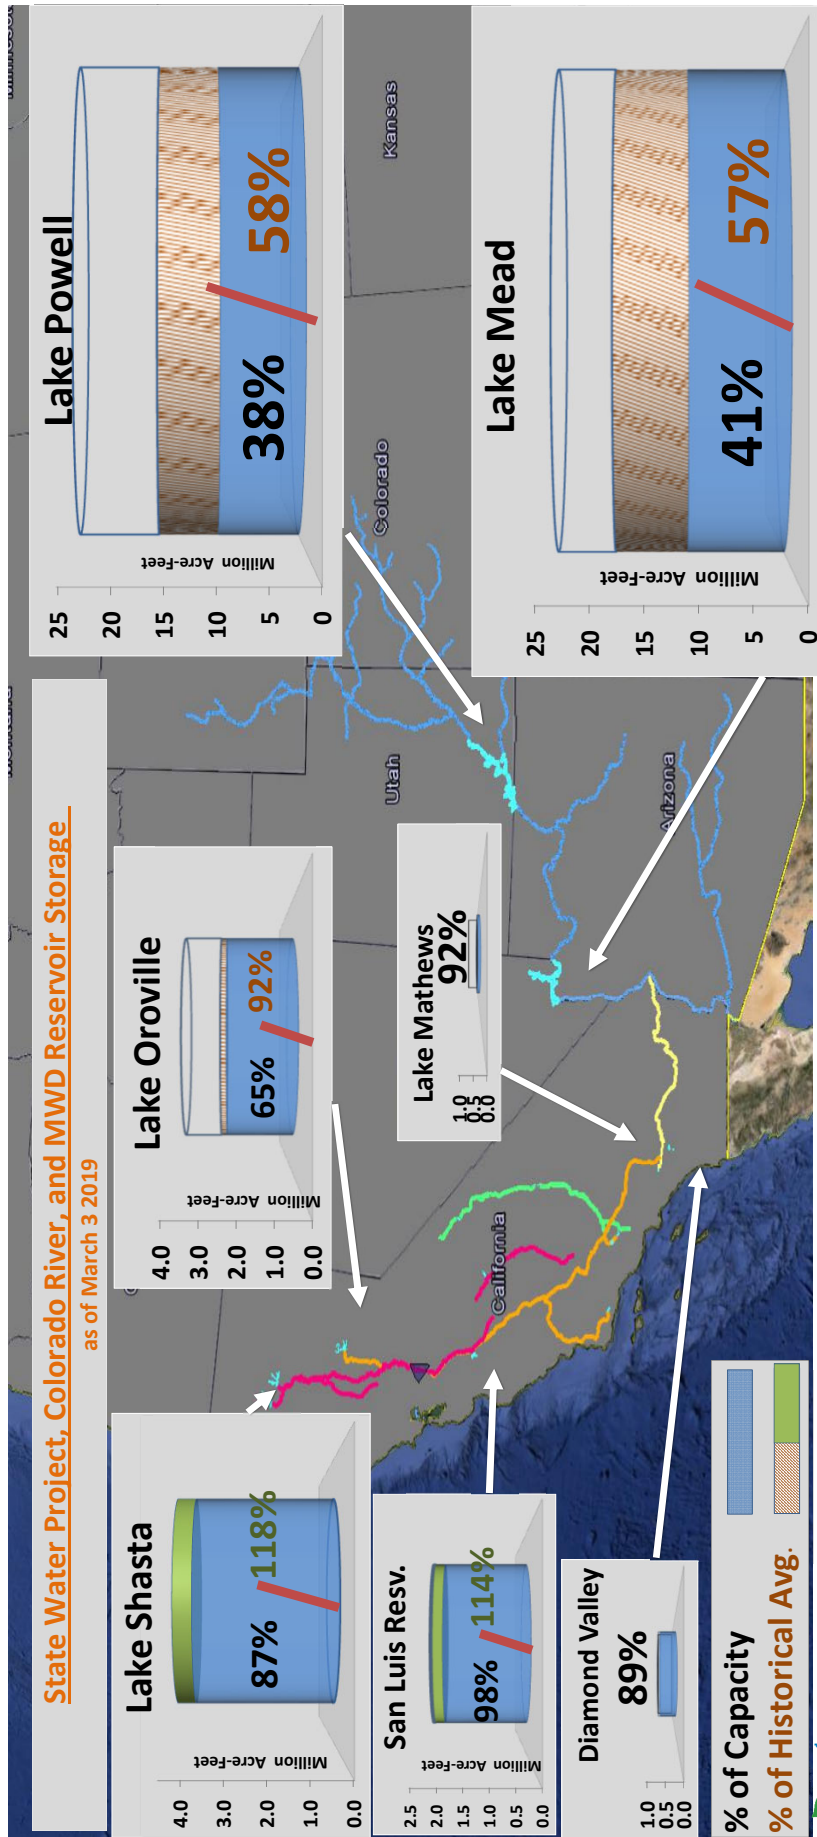 State Water Project, Colorado River, and MWD Reservoir Storage
as of March 3 2019
Lake Shasta
4.0
3.0
2.0
1.0
0.0
Million Acre-Feet
87%
118%
San Luis Resv.
2.5
2.0
1.5
1.0
0.5
0.0
Million Acre-Feet
98%
114%
Diamond Valley
1.0
0.5
0.0
89%
% of Capacity
% of Historical Avg.
Lake Oroville
4.0
3.0
2.0
1.0
0.0
Million Acre-Feet
65%
92%
Lake Mathews
1.0
0.5
0.0
92%
Lake Powell
25
20
15
10
5
0
Million Acre-Feet
38%
58%
Lake Mead
25
20
15
10
5
0
Million Acre-Feet
41%
57%
California
Utah
Arizona
Colorado
Kansas